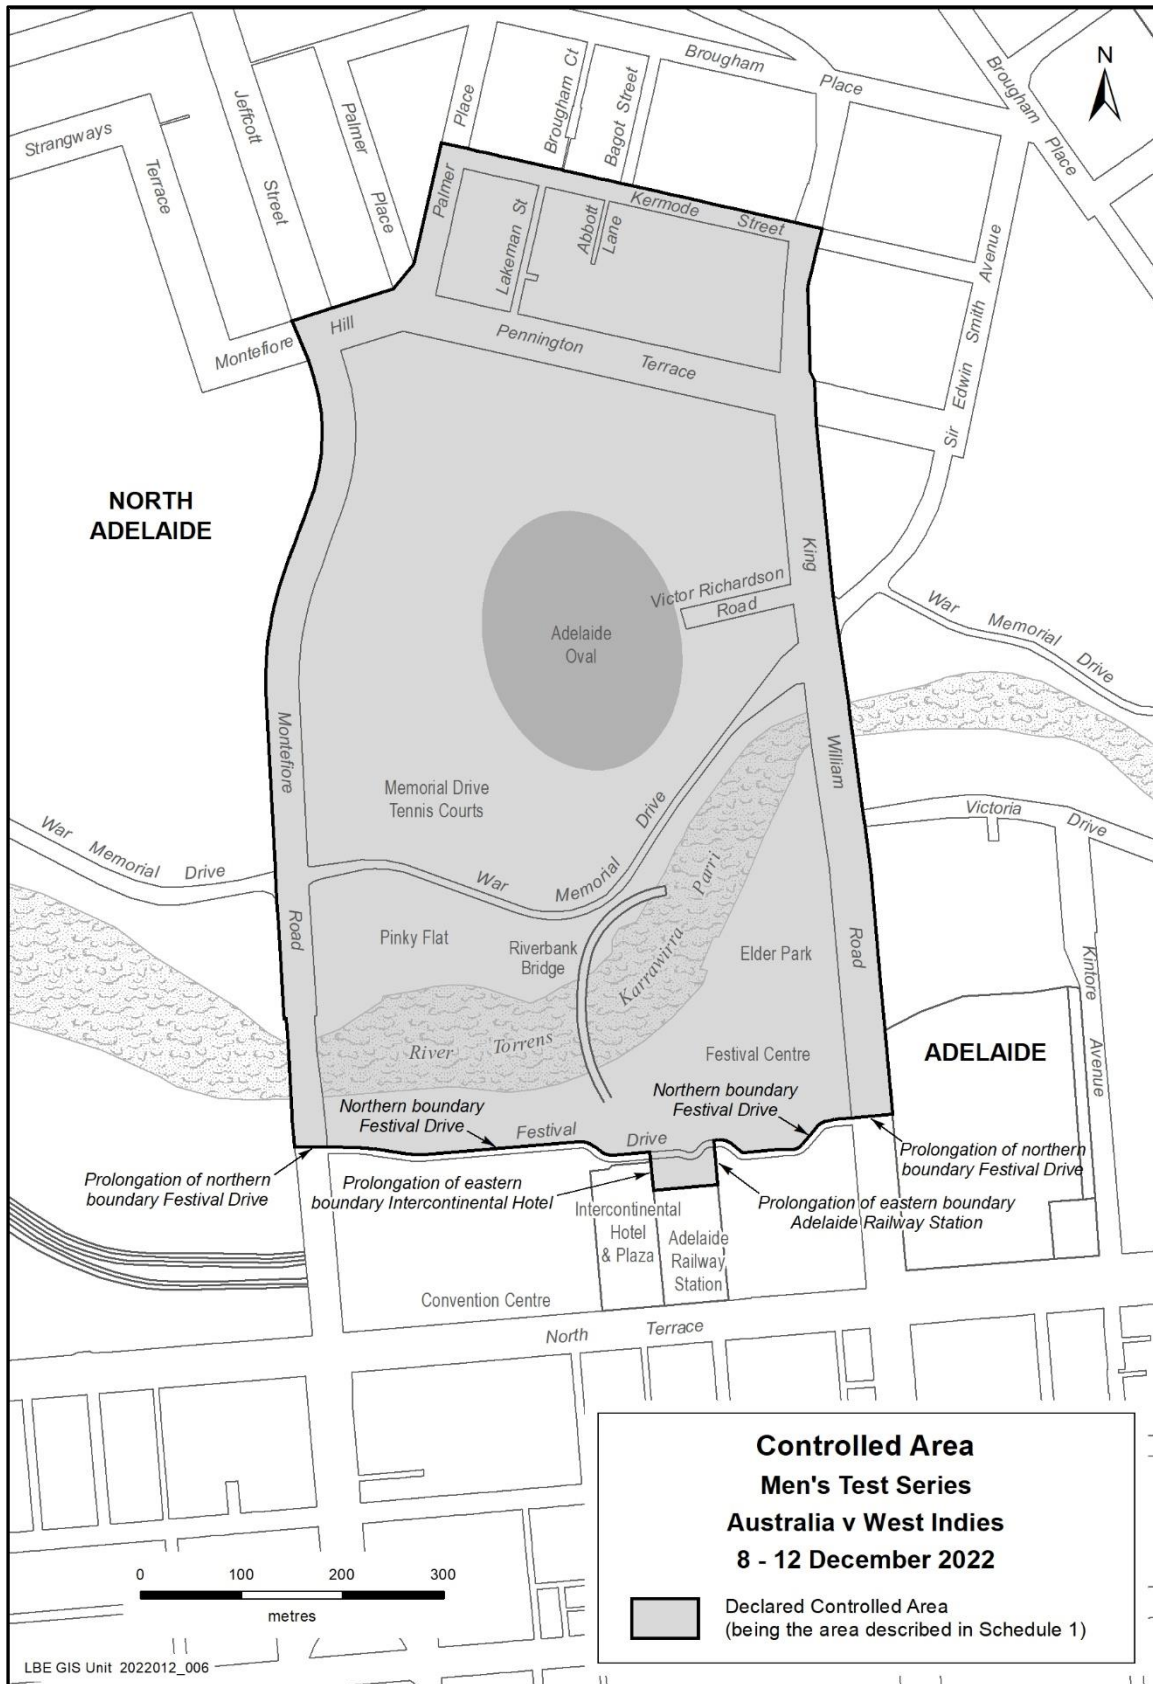 Brougham
Place
Brougham
Place
N
Brougham Ct
Bagot Street
Place
Jeffcott
Street
Palmer
Place
Strangways
Terrace
Palmer
Kermode
Street
Lakeman St
Abbott
Lane
Sir Edwin Smith Avenue
Montefiore
Hill
Pennington
Terrace
NORTH
ADELAIDE
King
Victor Richardson
Road
Adelaide
Oval
War
Memorial
Drive
Montefiore
William
Memorial Drive
Tennis Courts
Drive
Victoria
Drive
War
Memorial
Drive
War
Memorial
Karrawirra Parri
Road
Pinky Flat
Riverbank
Bridge
Elder Park
Road
Kintore
Avenue
River
Torrens
Festival Centre
ADELAIDE
Northern boundary
Festival Drive
Northern boundary
Festival Drive
Festival
Drive
Prolongation of northern
boundary Festival Drive
Prolongation of eastern
boundary Intercontinental Hotel
Prolongation of northern
boundary Festival Drive
Prolongation of eastern boundary
Adelaide Railway Station
Intercontinental
Hotel
& Plaza
Adelaide
Railway
Station
Convention Centre
North
Terrace
Controlled Area
Men's Test Series
Australia v West Indies
8 - 12 December 2022
Declared Controlled Area
(being the area described in Schedule 1)
0 100 200 300
metres
LBE GIS Unit 2022012_006